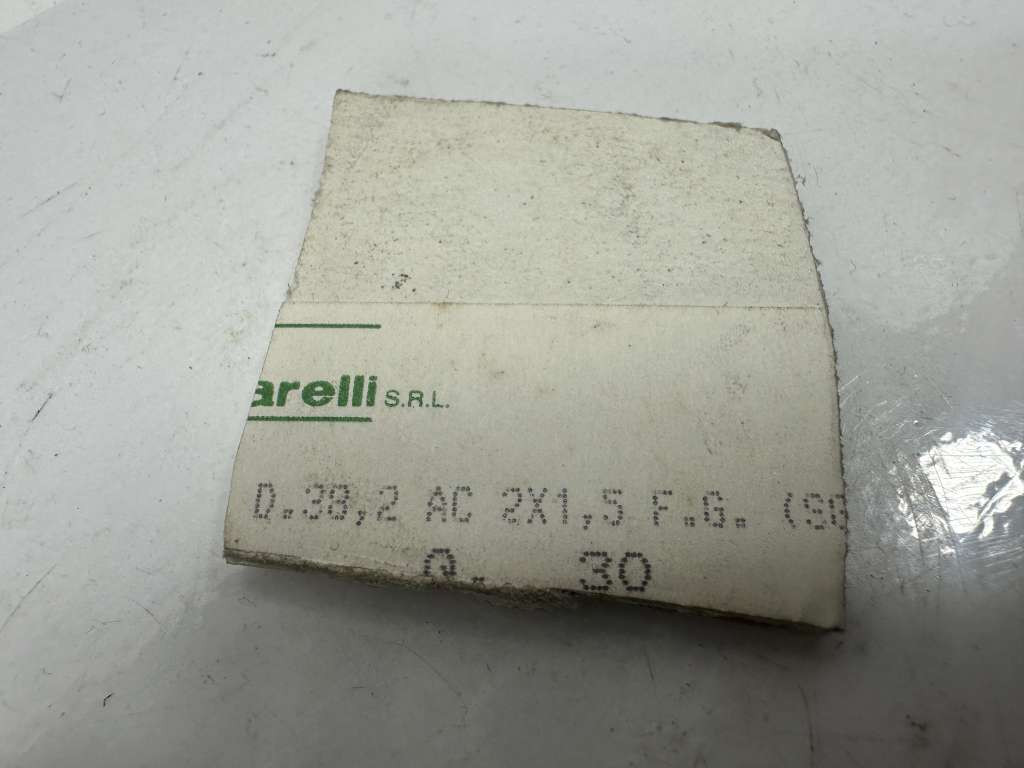 arelli S.R.L.
D.38,2 AC 2X1,5 F.G.
Q. 30